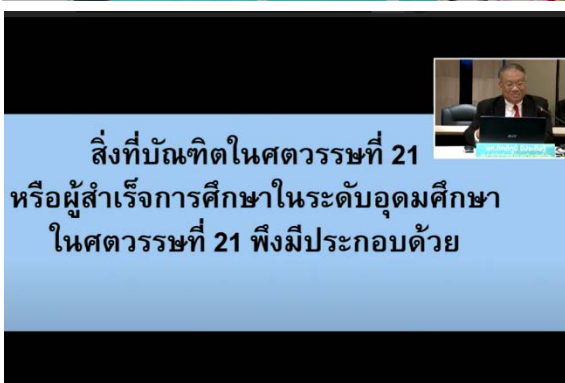 สิ่งที่บัณฑิตในศตวรรษที่ 21
หรือผู้สำเร็จการศึกษาในระดับอุดมศึกษา
ในศตวรรษที่ 21 พึงมีประกอบด้วย